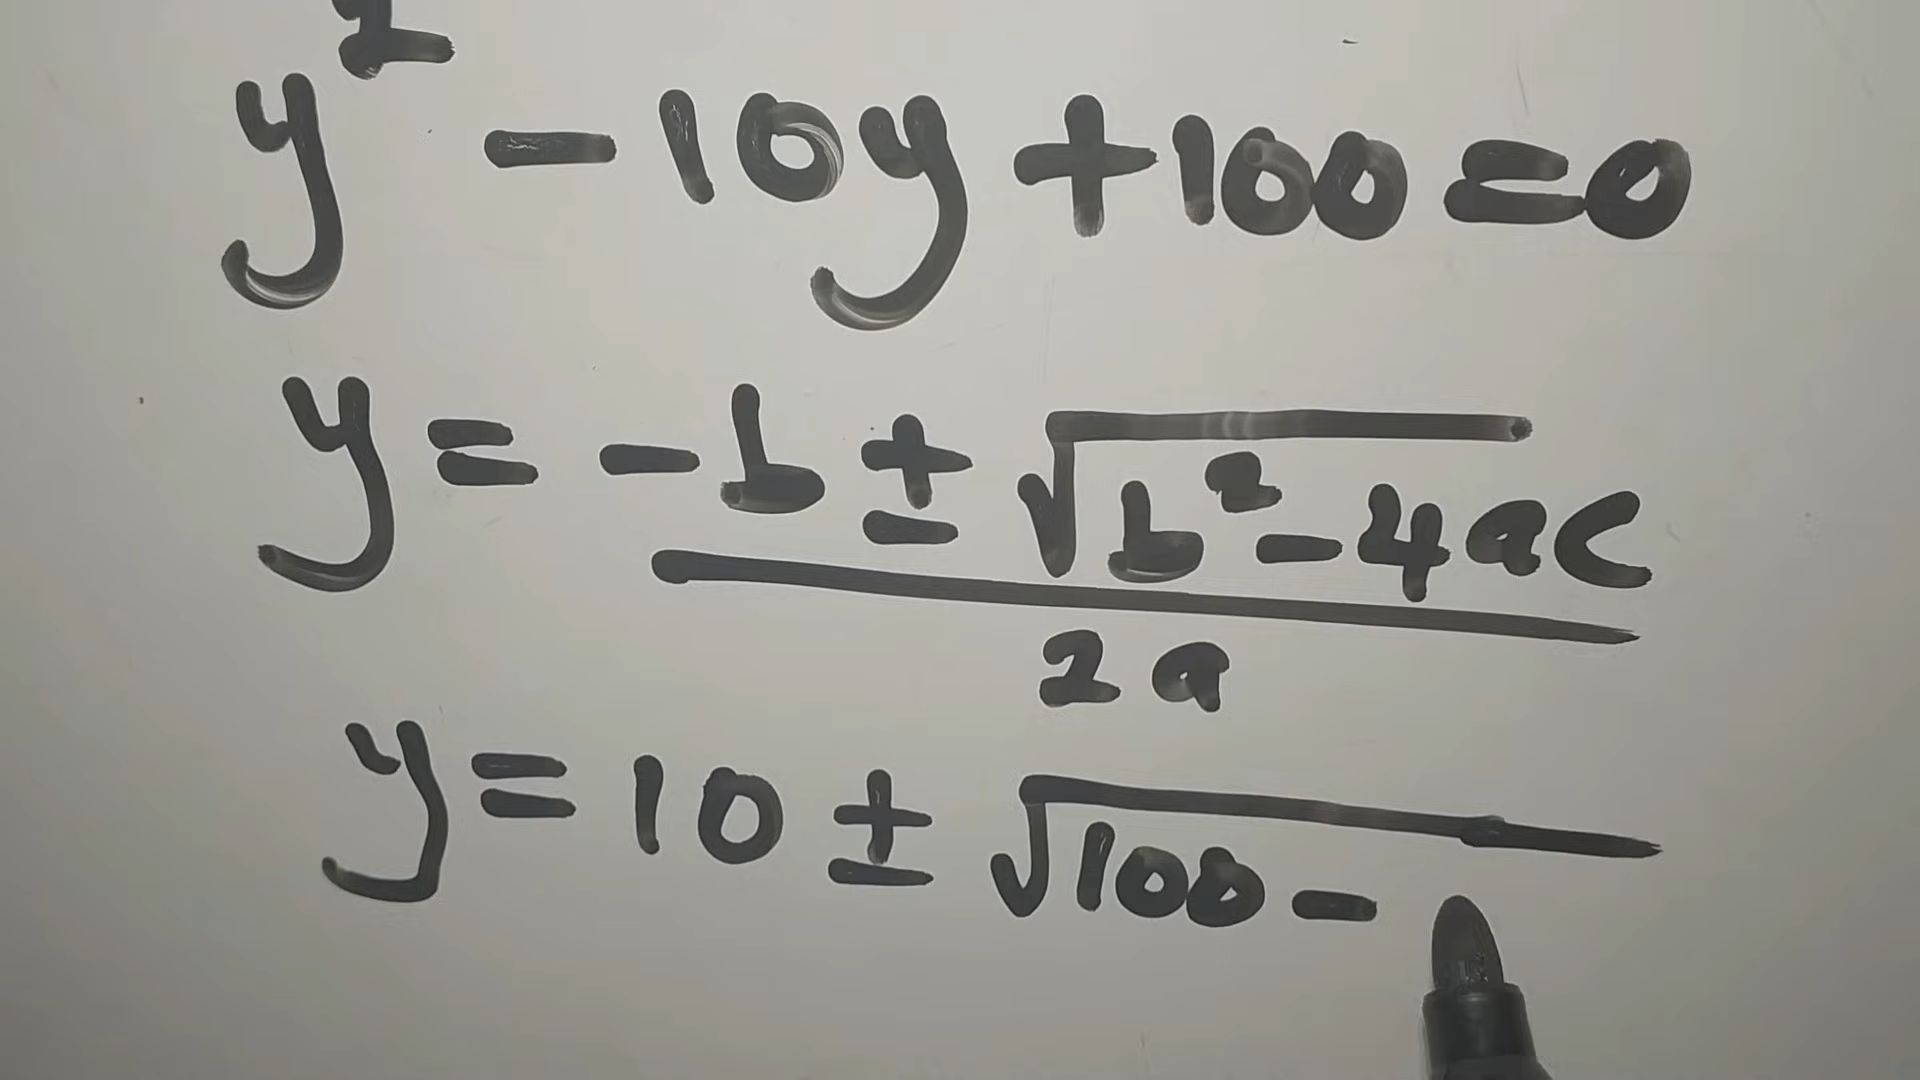 y² - 10y + 100 = 0
y = -b ± √b² - 4ac
2a
y = 10 ± √100 -